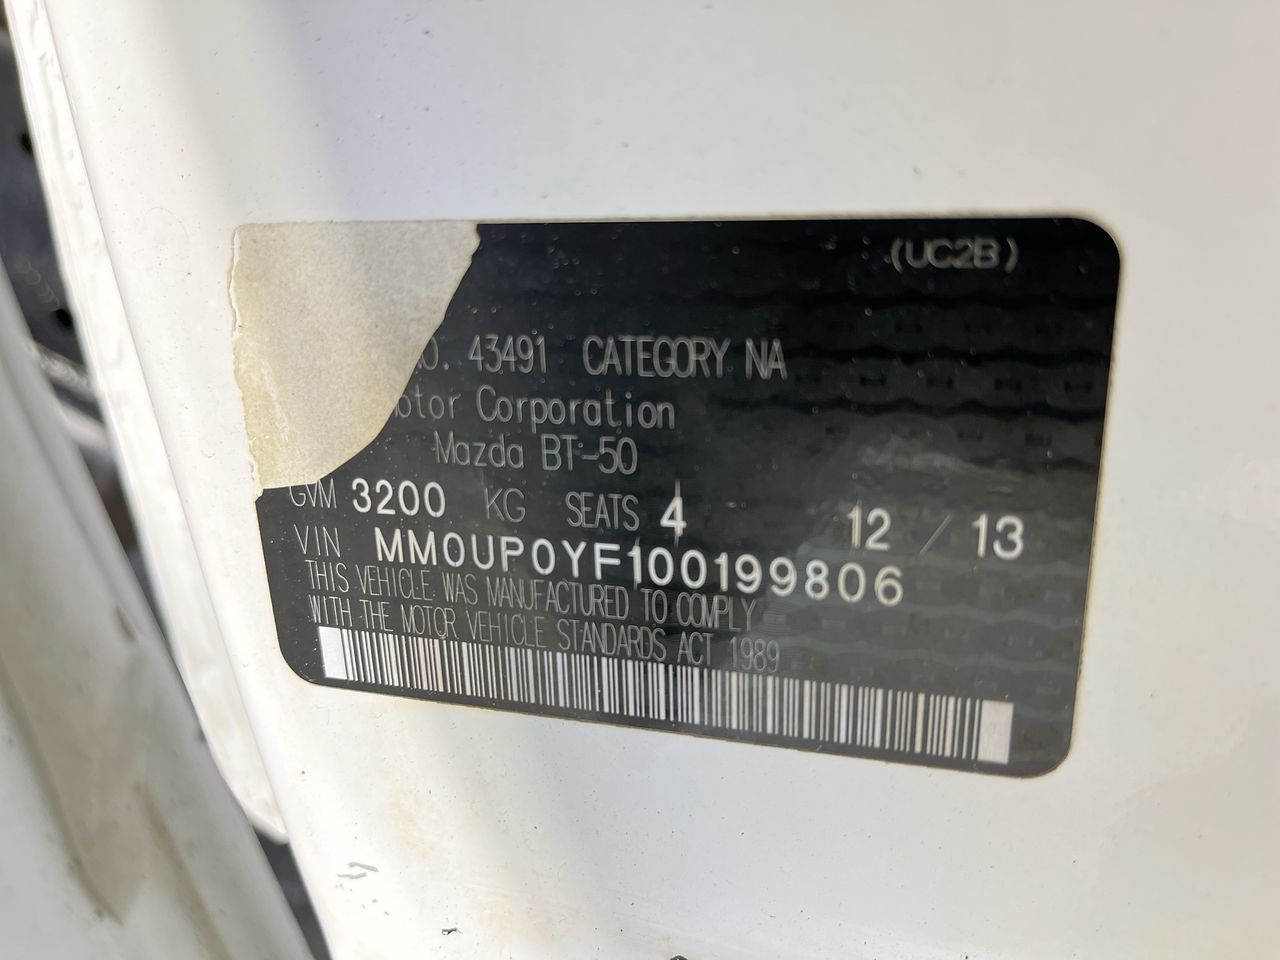 (UC2B)
O. 43491 CATEGORY NA
otor Corporation
Mazda BT-50
GVM 3200 KG SEATS 4 12 / 13
VIN MM0UP0YF100199806
THIS VEHICLE WAS MANUFACTURED TO COMPLY
WITH THE MOTOR VEHICLE STANDARDS ACT 1989